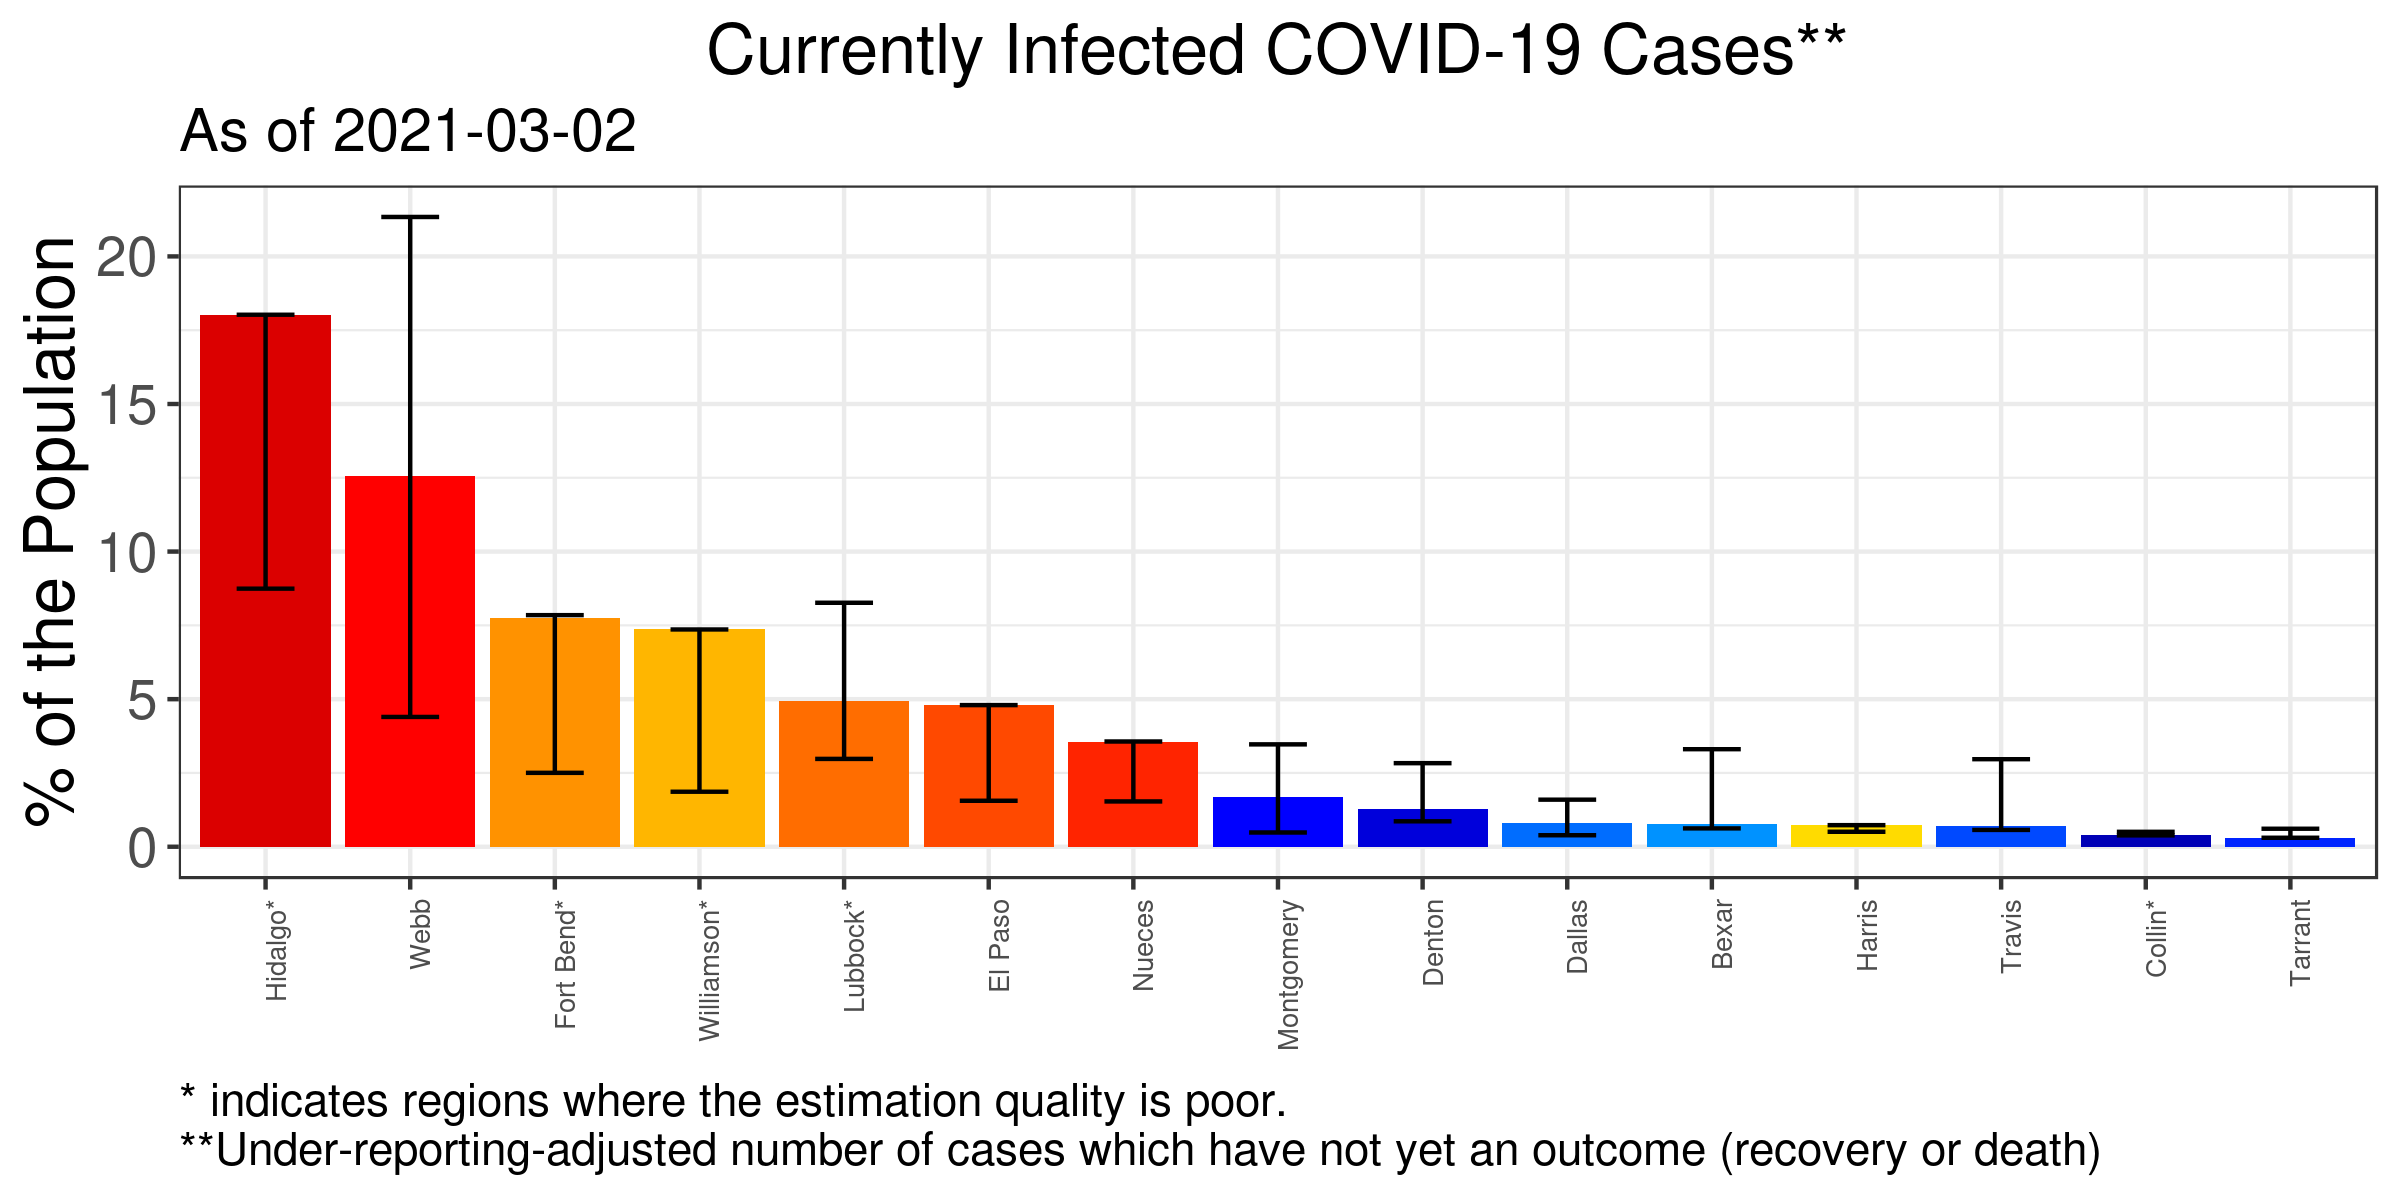 Currently Infected COVID-19 Cases**
As of 2021-03-02
% of the Population
20
15
10
5
0
Hidalgo*
Webb
Fort Bend*
Williamson*
Lubbock*
El Paso
Nueces
Montgomery
Denton
Dallas
Bexar
Harris
Travis
Collin*
Tarrant
* indicates regions where the estimation quality is poor.
**Under-reporting-adjusted number of cases which have not yet an outcome (recovery or death)